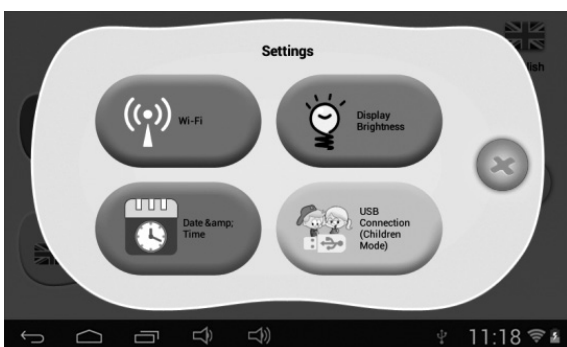 Settings
Wi-Fi
Display
Brightness
Date &amp;
Time
USB
Connection
(Children
Mode)
11:18